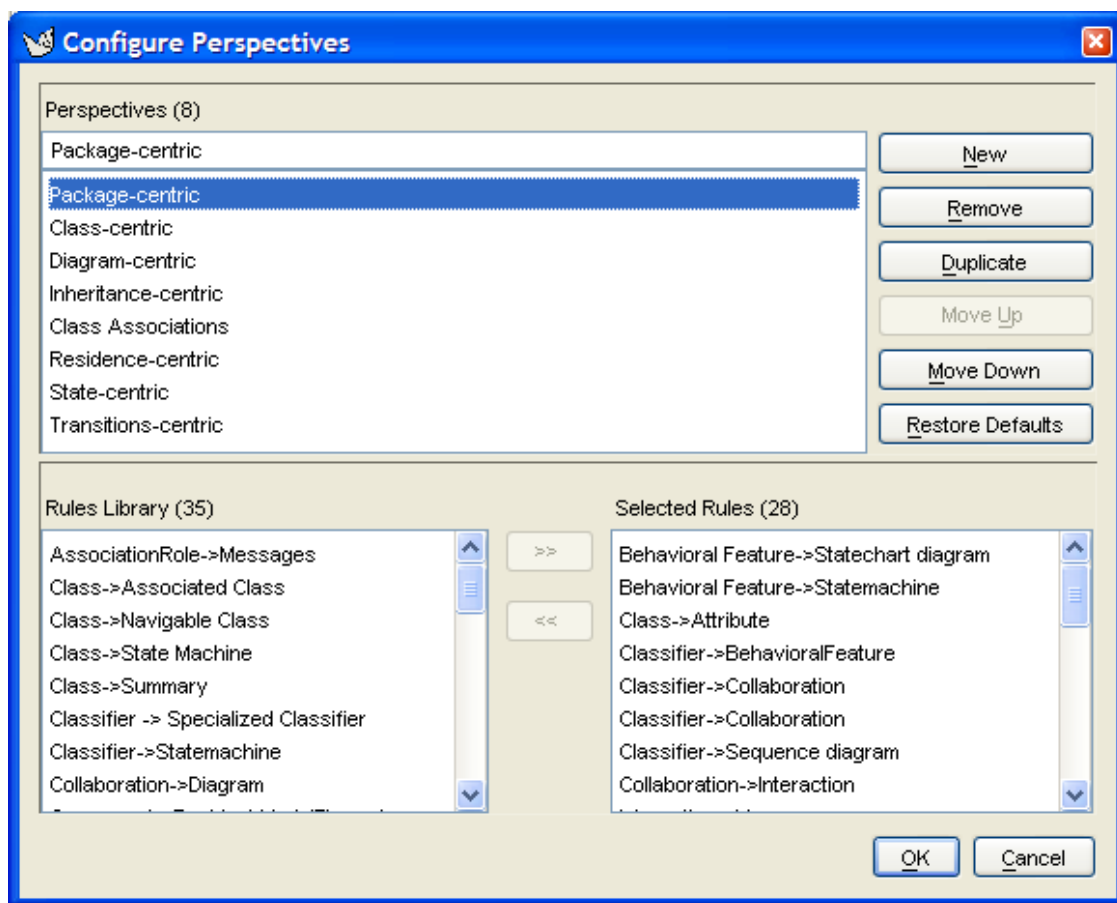 Configure Perspectives
Perspectives (8)
Package-centric
New
Package-centric
Remove
Class-centric
Diagram-centric
Duplicate
Inheritance-centric
Move Up
Class Associations
Residence-centric
Move Down
State-centric
Transitions-centric
Restore Defaults
Rules Library (35)
Selected Rules (28)
AssociationRole->Messages
Class->Associated Class
Class->Navigable Class
Class->State Machine
Class->Summary
Classifier -> Specialized Classifier
Classifier->Statemachine
Collaboration->Diagram
>>
<<
Behavioral Feature->Statechart diagram
Behavioral Feature->Statemachine
Class->Attribute
Classifier->BehavioralFeature
Classifier->Collaboration
Classifier->Collaboration
Classifier->Sequence diagram
Collaboration->Interaction
OK
Cancel